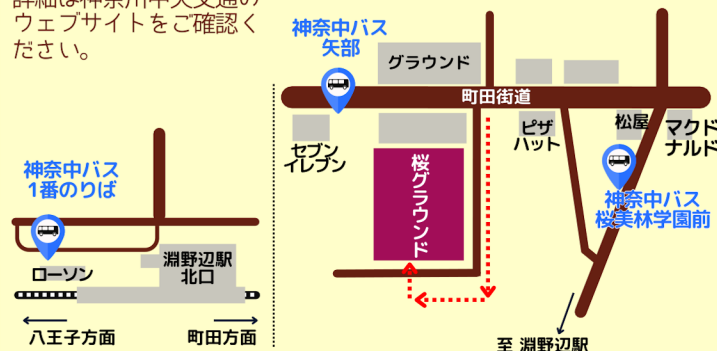 詳細は神奈川中央交通の
ウェブサイトをご確認く
ださい。
神奈中バス
1番のりば
ローソン
淵野辺駅
北口
八王子方面
町田方面
神奈中バス
矢部
グラウンド
町田街道
セブン
イレブン
桜グラウンド
ピザ
ハット
松屋
マクド
ナルド
神奈中バス
桜美林学園前
至 淵野辺駅